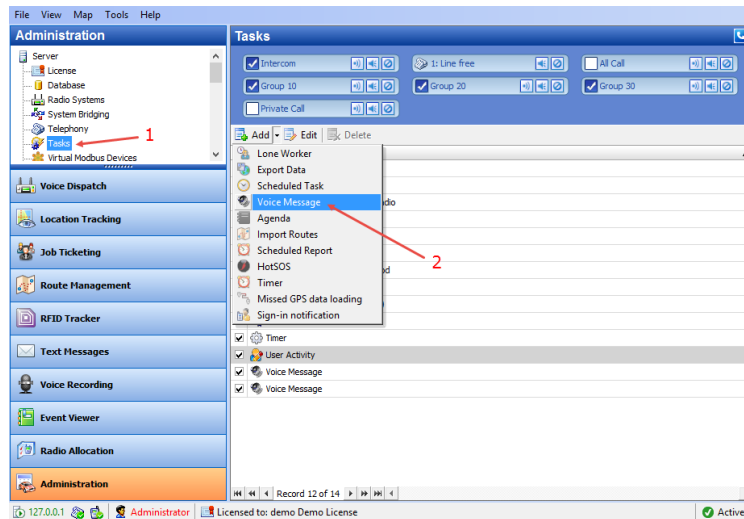 File View Map Tools Help
Administration
Server
License
Database
Radio Systems
System Bridging
Telephony
Tasks
Virtual Modbus Devices
1
Voice Dispatch
Location Tracking
Job Ticketing
Route Management
RFID Tracker
Text Messages
Voice Recording
Event Viewer
Radio Allocation
Administration
Tasks
Intercom
1: Line free
All Call
Group 10
Group 20
Group 30
Private Call
Add Edit Delete
Lone Worker
Export Data
Scheduled Task
Voice Message
Agenda
Import Routes
Scheduled Report
HotSOS
Timer
Missed GPS data loading
Sign-in notification
2
Timer
User Activity
Voice Message
Voice Message
Record 12 of 14
127.0.0.1 Administrator Licensed to: demo Demo License Active